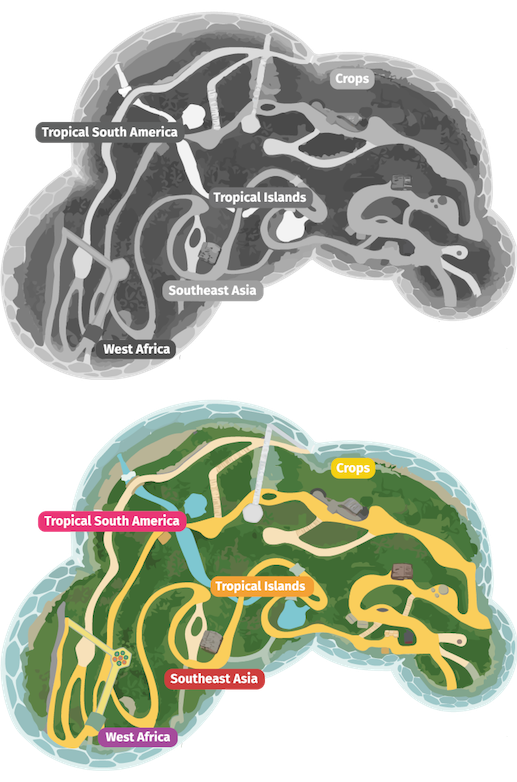 Crops
Tropical South America
Tropical Islands
Southeast Asia
West Africa
Crops
Tropical South America
Tropical Islands
Southeast Asia
West Africa